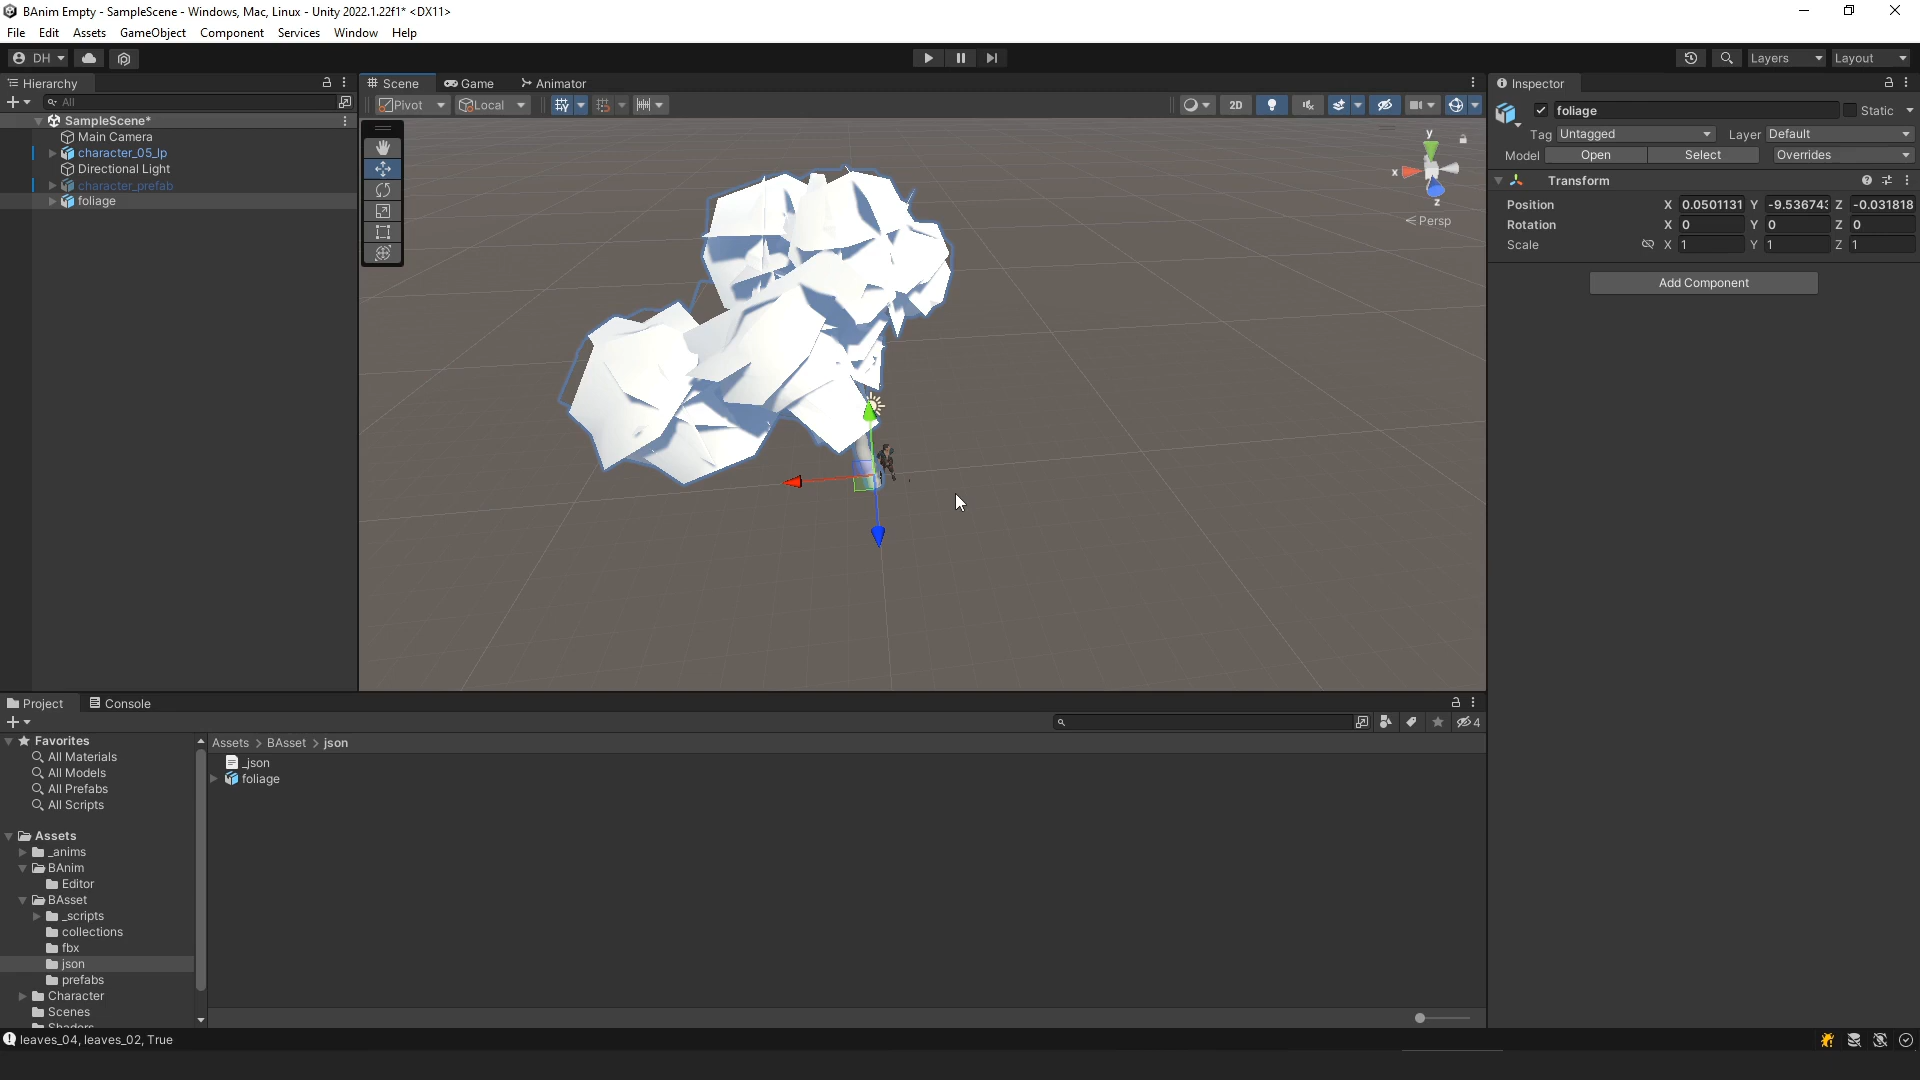 BAnim Empty - SampleScene - Windows, Mac, Linux - Unity 2022.1.22f1* <DX11>
File Edit Assets GameObject Component Services Window Help
DH Layers Layout
Hierarchy Scene Game Animator Inspector
All Pivot Local 2D foliage Static
SampleScene*
Main Camera
character_05_lp
Directional Light
character_prefab
foliage
Tag Untagged Layer Default
Model Open Select Overrides
Transform
Position X 0.0501131 Y -9.53674 Z -0.031818
Rotation X 0 Y 0 Z 0
Scale X 1 Y 1 Z 1
Add Component
y
x
z
Persp
Project Console
4
Favorites
All Materials
All Models
All Prefabs
All Scripts
Assets
_anims
BAnim
Editor
BAsset
_scripts
collections
fbx
json
prefabs
Character
Scenes
Shaders
Assets > BAsset > json
_json
foliage
leaves_04, leaves_02, True